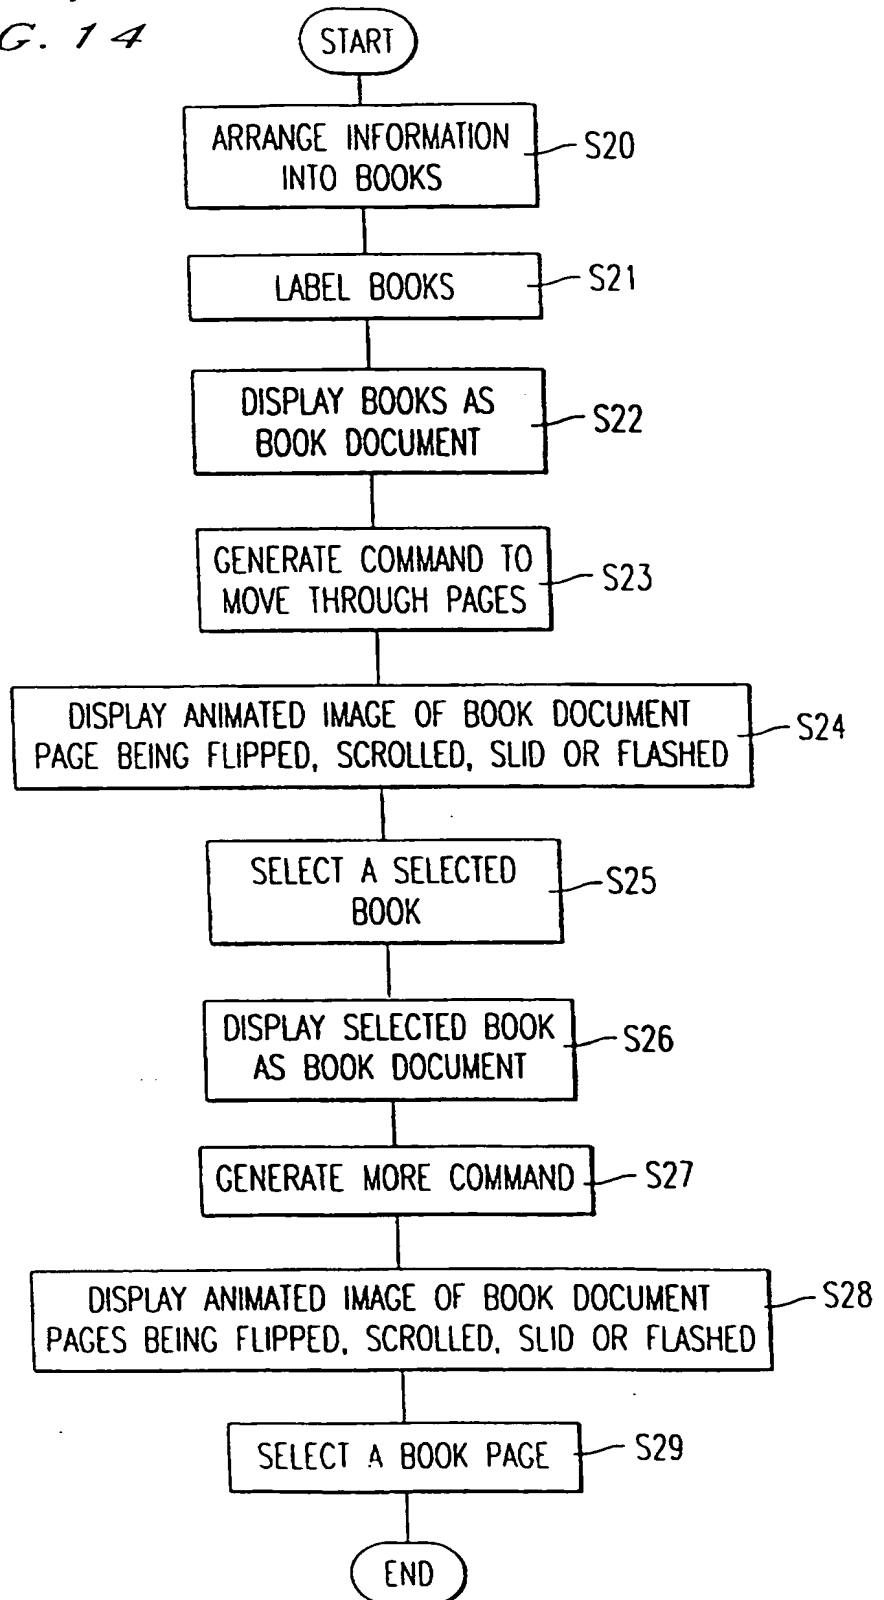 G. 14
START
ARRANGE INFORMATION
INTO BOOKS
S20
LABEL BOOKS
S21
DISPLAY BOOKS AS
BOOK DOCUMENT
S22
GENERATE COMMAND TO
MOVE THROUGH PAGES
S23
DISPLAY ANIMATED IMAGE OF BOOK DOCUMENT
PAGE BEING FLIPPED, SCROLLED, SLID OR FLASHED
S24
SELECT A SELECTED
BOOK
S25
DISPLAY SELECTED BOOK
AS BOOK DOCUMENT
S26
GENERATE MORE COMMAND
S27
DISPLAY ANIMATED IMAGE OF BOOK DOCUMENT
PAGES BEING FLIPPED, SCROLLED, SLID OR FLASHED
S28
SELECT A BOOK PAGE
S29
END